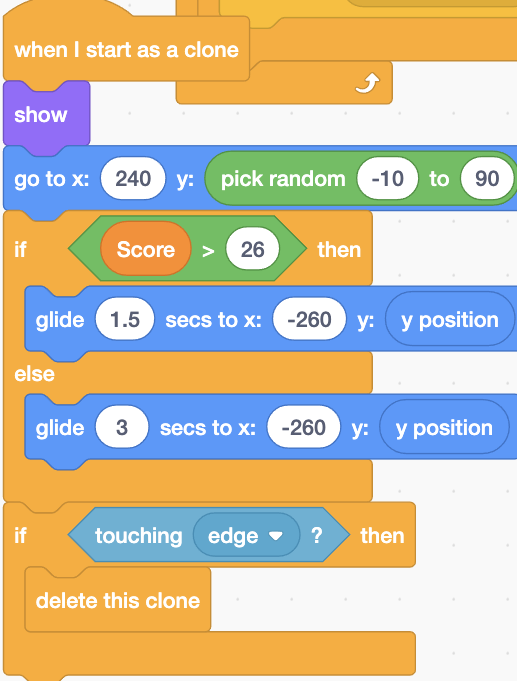 when I start as a clone
show
go to x: 240 y: pick random -10 to 90
if Score > 26 then
glide 1.5 secs to x: -260 y: y position
else
glide 3 secs to x: -260 y: y position
if touching edge ? then
delete this clone